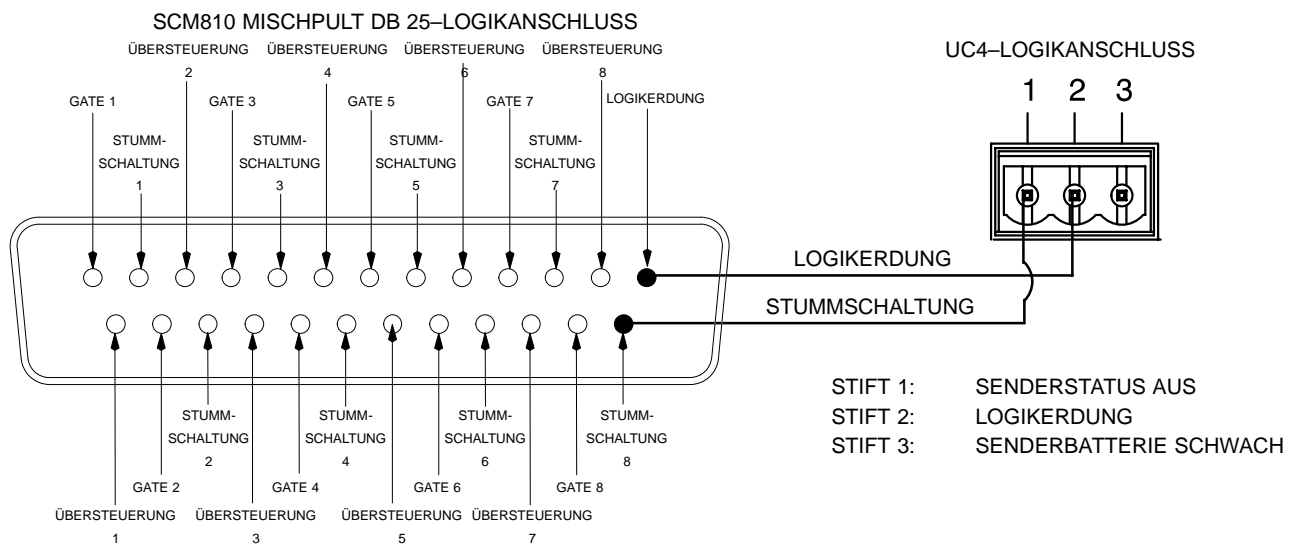 SCM810 MISCHPULT DB 25–LOGIKANSCHLUSS
ÜBERSTEUERUNG 2
ÜBERSTEUERUNG 4
ÜBERSTEUERUNG 6
ÜBERSTEUERUNG 8
GATE 1
GATE 3
GATE 5
GATE 7
LOGIKERDUNG
STUMM-
SCHALTUNG
1
STUMM-
SCHALTUNG
3
STUMM-
SCHALTUNG
5
STUMM-
SCHALTUNG
7
UC4–LOGIKANSCHLUSS
1 2 3
LOGIKERDUNG
STUMMSCHALTUNG
STUMM-
SCHALTUNG
2
STUMM-
SCHALTUNG
4
STUMM-
SCHALTUNG
6
STUMM-
SCHALTUNG
8
GATE 2
GATE 4
GATE 6
GATE 8
ÜBERSTEUERUNG
1
ÜBERSTEUERUNG
3
ÜBERSTEUERUNG
5
ÜBERSTEUERUNG
7
STIFT 1: SENDERSTATUS AUS
STIFT 2: LOGIKERDUNG
STIFT 3: SENDERBATTERIE SCHWACH